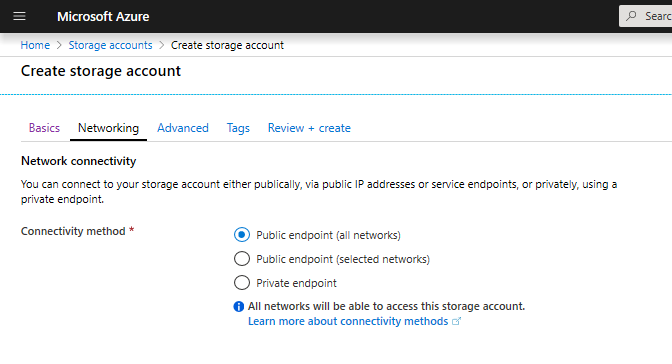 Microsoft Azure
Home > Storage accounts > Create storage account
Create storage account
Basics Networking Advanced Tags Review + create
Network connectivity
You can connect to your storage account either publically, via public IP addresses or service endpoints, or privately, using a
private endpoint.
Connectivity method *
Public endpoint (all networks)
Public endpoint (selected networks)
Private endpoint
All networks will be able to access this storage account.
Learn more about connectivity methods